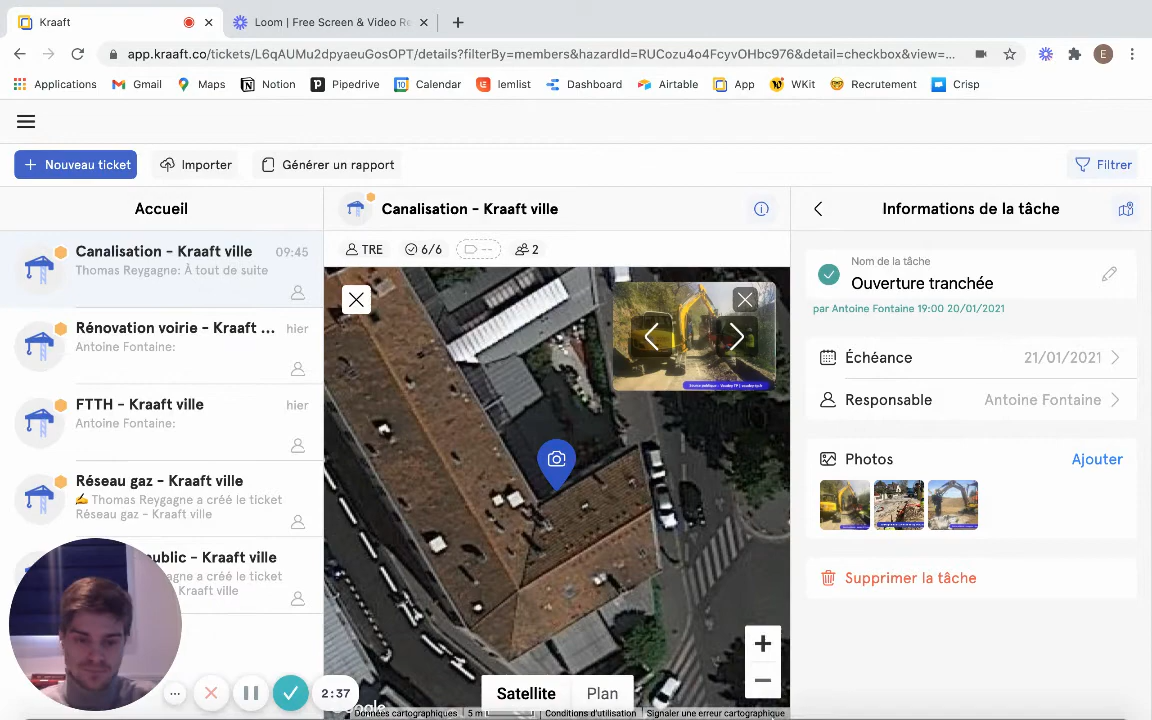 Kraaft
Loom | Free Screen & Video Re
app.kraaft.co/tickets/L6qAUMu2dpyaeuGosOPT/details?filterBy=members&hazardId=RUCozu4o4FcyvOHbc976&detail=checkbox&view=...
E
Applications
Gmail
Maps
Notion
Pipedrive
Calendar
lemlist
Dashboard
Airtable
App
WKit
Recrutement
Crisp
+ Nouveau ticket
Importer
Générer un rapport
Filtrer
Accueil
Canalisation - Kraaft ville
09:45
Thomas Reygagne: À tout de suite
Rénovation voirie - Kraaft ...
hier
Antoine Fontaine:
FTTH - Kraaft ville
hier
Antoine Fontaine:
Réseau gaz - Kraaft ville
✍️ Thomas Reygagne a créé le ticket
Réseau gaz - Kraaft ville
public - Kraaft ville
agne a créé le ticket
Kraaft ville
... 2:37
Canalisation - Kraaft ville
TRE
6/6
--
2
Satellite
Plan
Google
Données cartographiques
5 m
Conditions d'utilisation
Signaler une erreur cartographique
Informations de la tâche
Nom de la tâche
Ouverture tranchée
par Antoine Fontaine 19:00 20/01/2021
Échéance
21/01/2021
Responsable
Antoine Fontaine
Photos
Ajouter
Supprimer la tâche